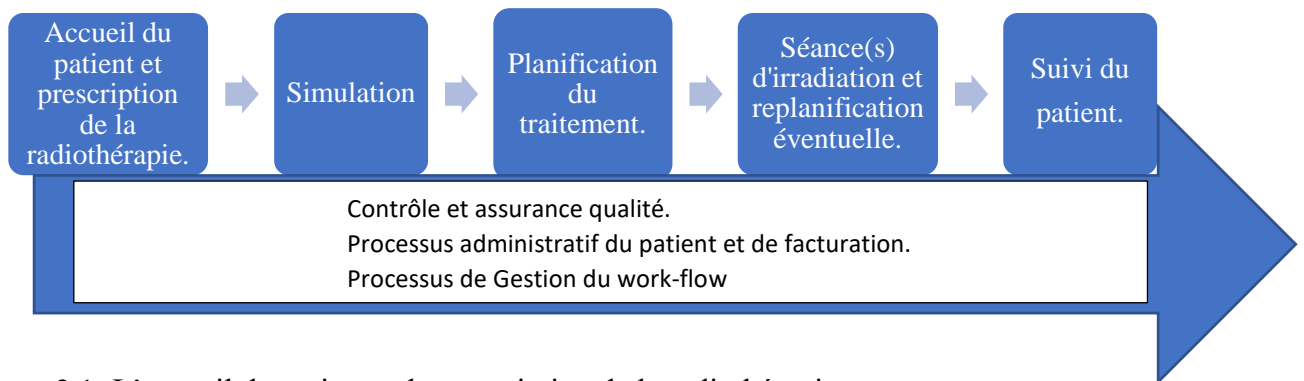 Accueil du
patient et
prescription
de la
radiothérapie.
Simulation
Planification
du
traitement.
Séance(s)
d'irradiation et
replanification
éventuelle.
Suivi du
patient.
Contrôle et assurance qualité.
Processus administratif du patient et de facturation.
Processus de Gestion du work-flow